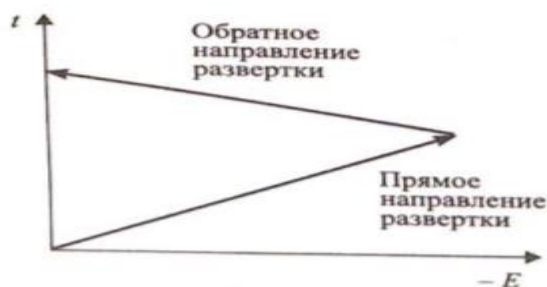 t
Обратное
направление
развертки
Прямое
направление
развертки
– E